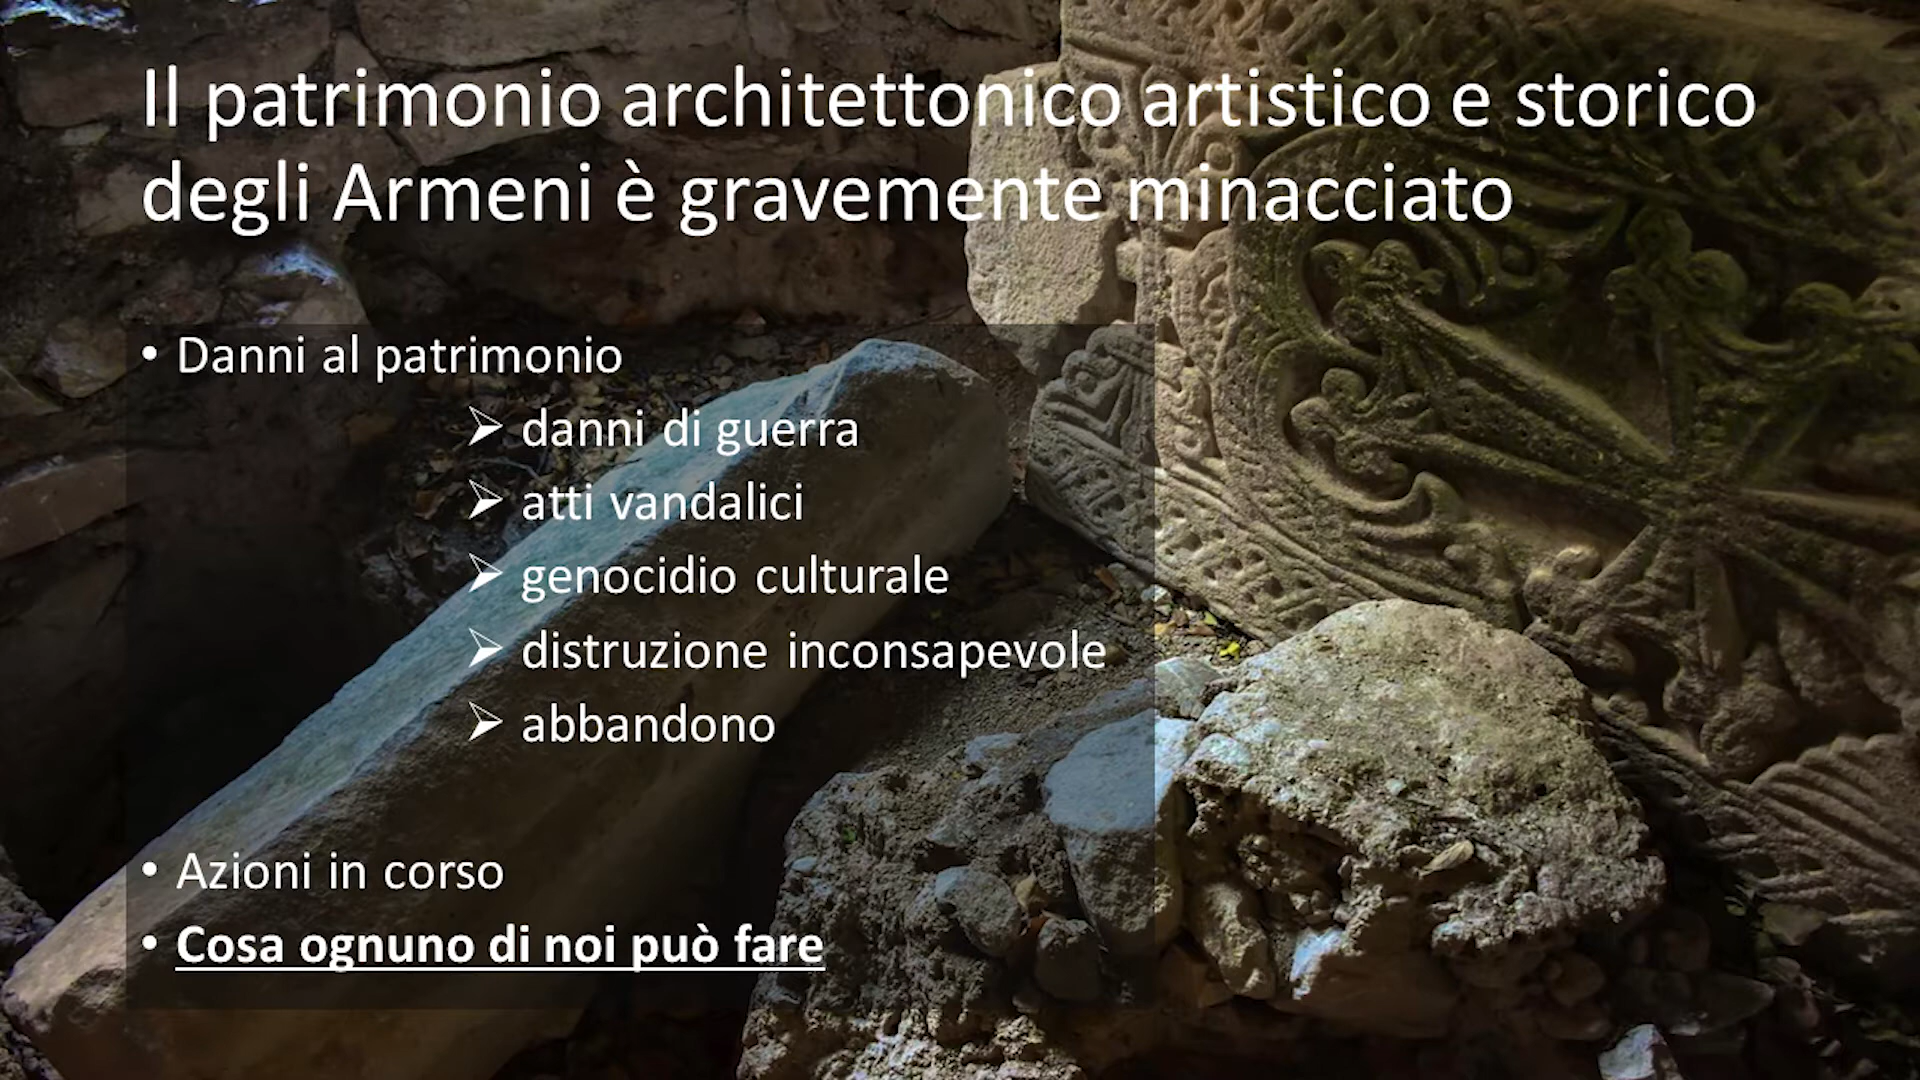 Il patrimonio architettonico artistico e storico
degli Armeni è gravemente minacciato
• Danni al patrimonio
➢ danni di guerra
➢ atti vandalici
➢ genocidio culturale
➢ distruzione inconsapevole
➢ abbandono
• Azioni in corso
• Cosa ognuno di noi può fare